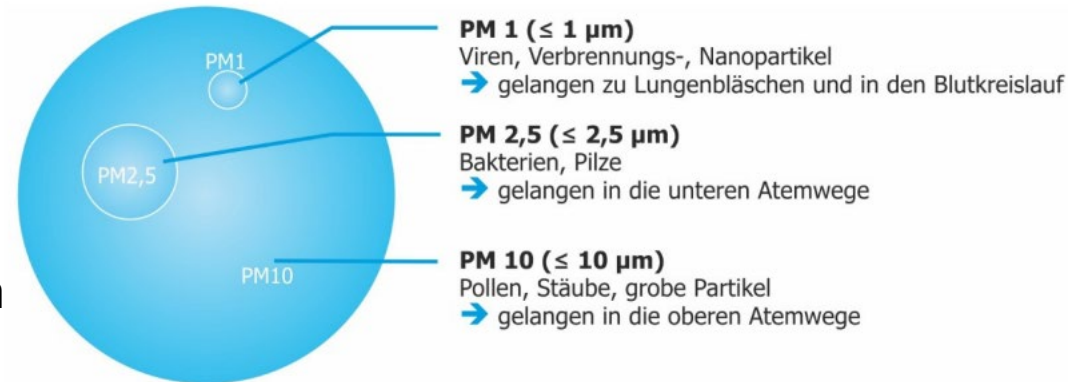 PM1
PM2,5
PM10
PM 1 (≤ 1 µm)
Viren, Verbrennungs-, Nanopartikel
➔ gelangen zu Lungenbläschen und in den Blutkreislauf
PM 2,5 (≤ 2,5 µm)
Bakterien, Pilze
➔ gelangen in die unteren Atemwege
PM 10 (≤ 10 µm)
Pollen, Stäube, grobe Partikel
➔ gelangen in die oberen Atemwege